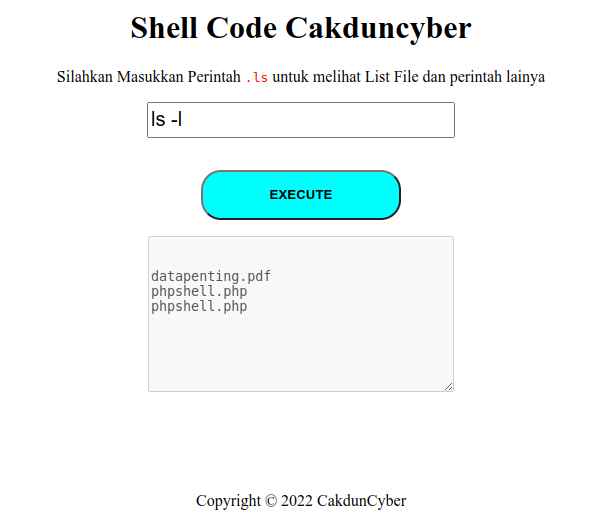 Shell Code Cakduncyber
Silahkan Masukkan Perintah .ls untuk melihat List File dan perintah lainya
ls -l
EXECUTE
datapenting.pdf
phpshell.php
phpshell.php
Copyright © 2022 CakdunCyber